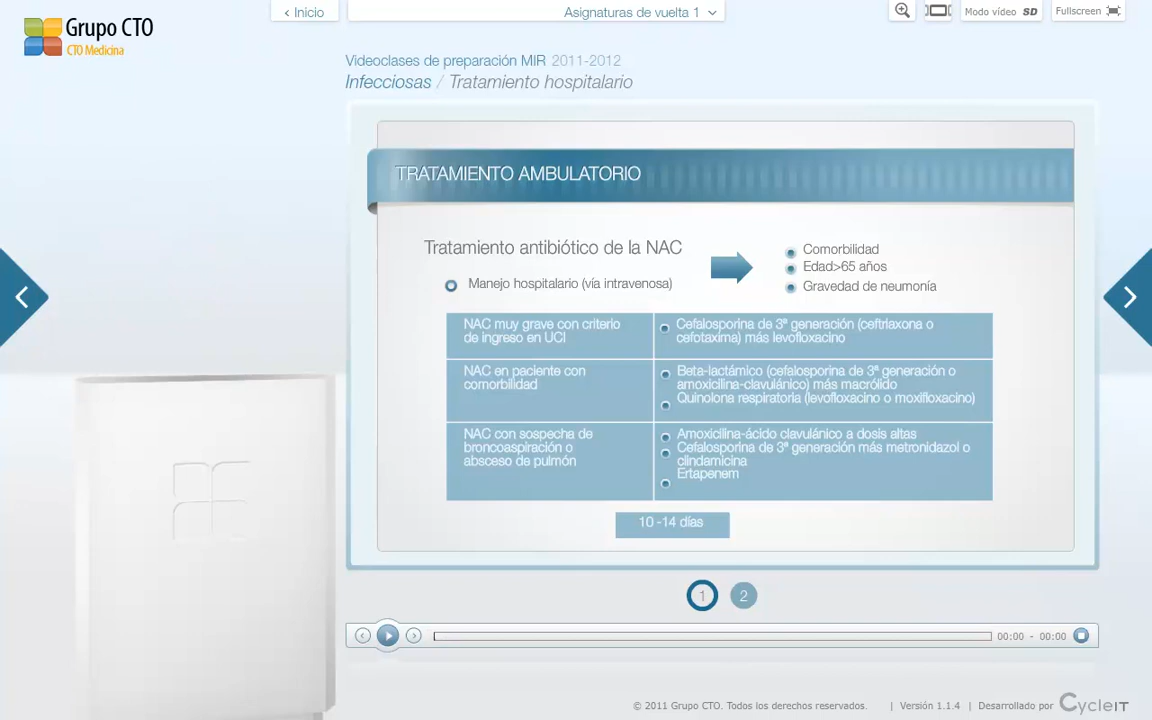 Grupo CTO
CTO Medicina
‹ Inicio
Asignaturas de vuelta 1
Modo vídeo SD
Fullscreen
Videoclases de preparación MIR 2011-2012
Infecciosas / Tratamiento hospitalario
TRATAMIENTO AMBULATORIO
Tratamiento antibiótico de la NAC
Manejo hospitalario (vía intravenosa)
Comorbilidad
Edad>65 años
Gravedad de neumonía
NAC muy grave con criterio
de ingreso en UCI
Cefalosporina de 3ª generación (ceftriaxona o
cefotaxima) más levofloxacino
NAC en paciente con
comorbilidad
Beta-lactámico (cefalosporina de 3ª generación o
amoxicilina-clavulánico) más macrólido
Quinolona respiratoria (levofloxacino o moxifloxacino)
NAC con sospecha de
broncoaspiración o
absceso de pulmón
Amoxicilina-ácido clavulánico a dosis altas
Cefalosporina de 3ª generación más metronidazol o
clindamicina
Ertapenem
10 -14 días
1
2
00:00 - 00:00
© 2011 Grupo CTO. Todos los derechos reservados. | Versión 1.1.4 | Desarrollado por CycleIT